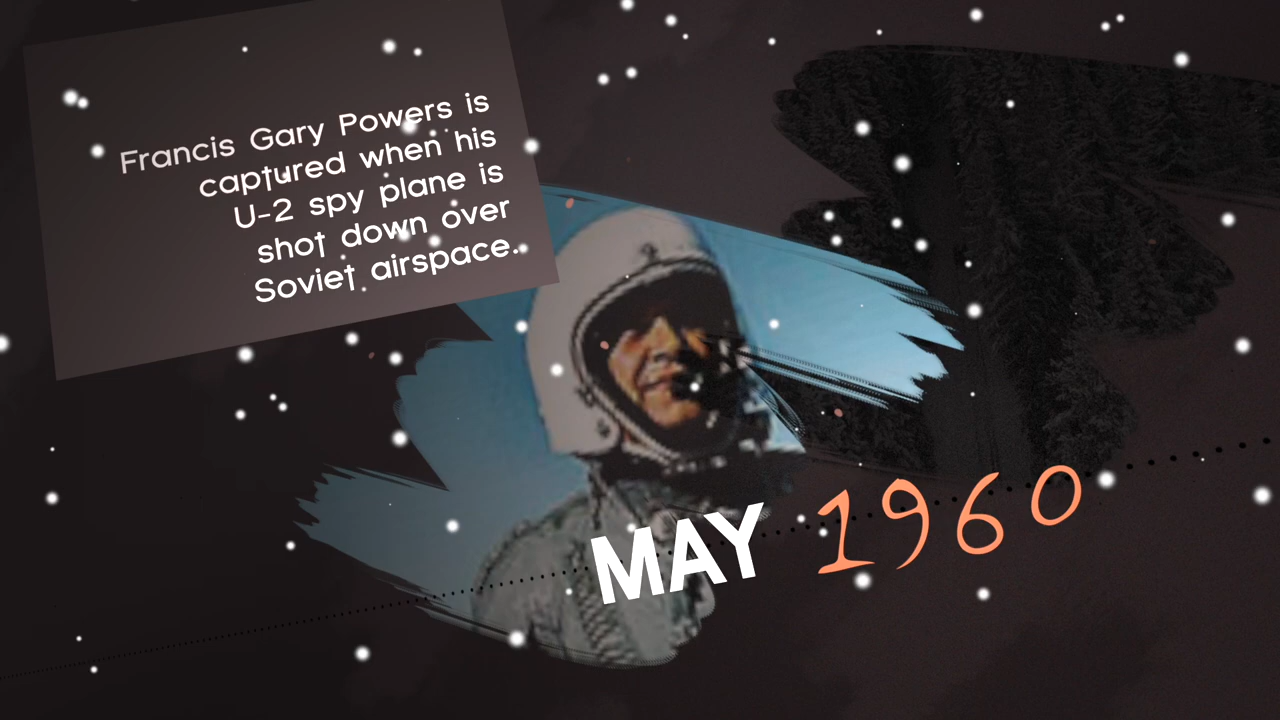 Francis Gary Powers is
captured when his
U-2 spy plane is
shot down over
Soviet airspace.
MAY 1960